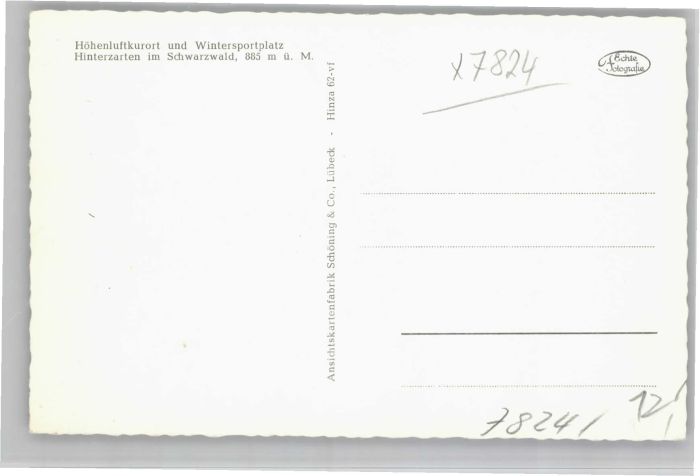 Höhenluftkurort und Wintersportplatz
Hinterzarten im Schwarzwald, 885 m ü. M.
x7824
Echte
Fotografie
Ansichtskartenfabrik Schöning & Co., Lübeck - Hinza 62-vf
78241
12,